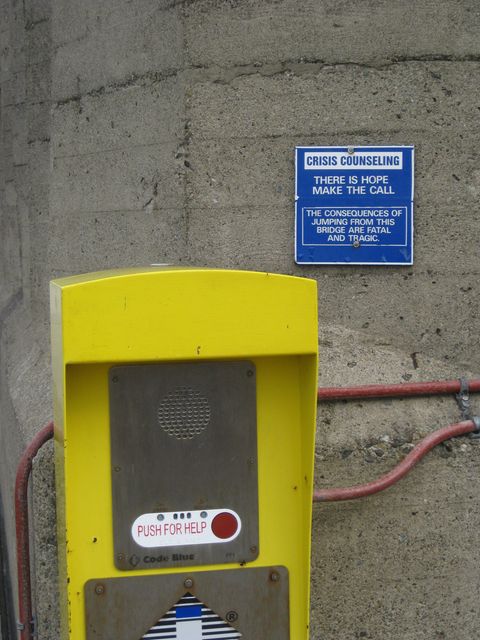 CRISIS COUNSELING
THERE IS HOPE
MAKE THE CALL
THE CONSEQUENCES OF
JUMPING FROM THIS
BRIDGE ARE FATAL
AND TRAGIC.
PUSH FOR HELP
Code Blue
®